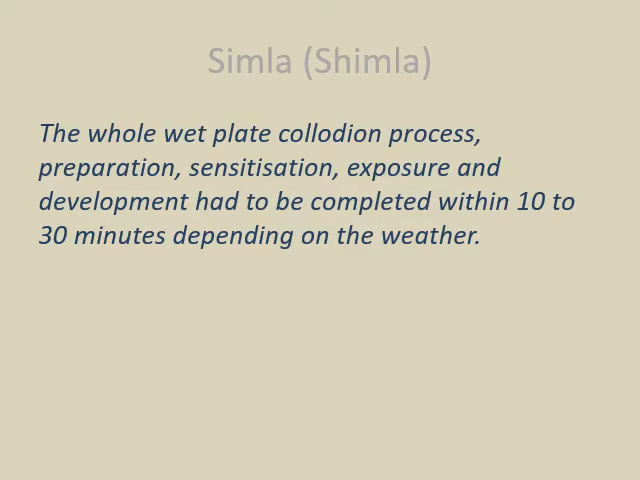 Simla (Shimla)
The whole wet plate collodion process,
preparation, sensitisation, exposure and
development had to be completed within 10 to
30 minutes depending on the weather.